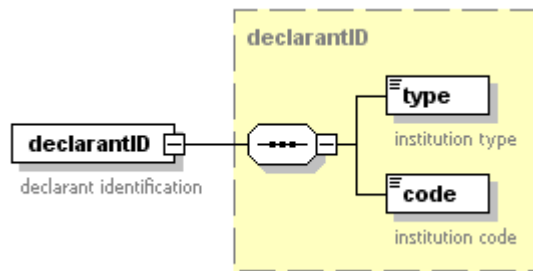 declarantID
type
institution type
declarantID
declarant identification
code
institution code